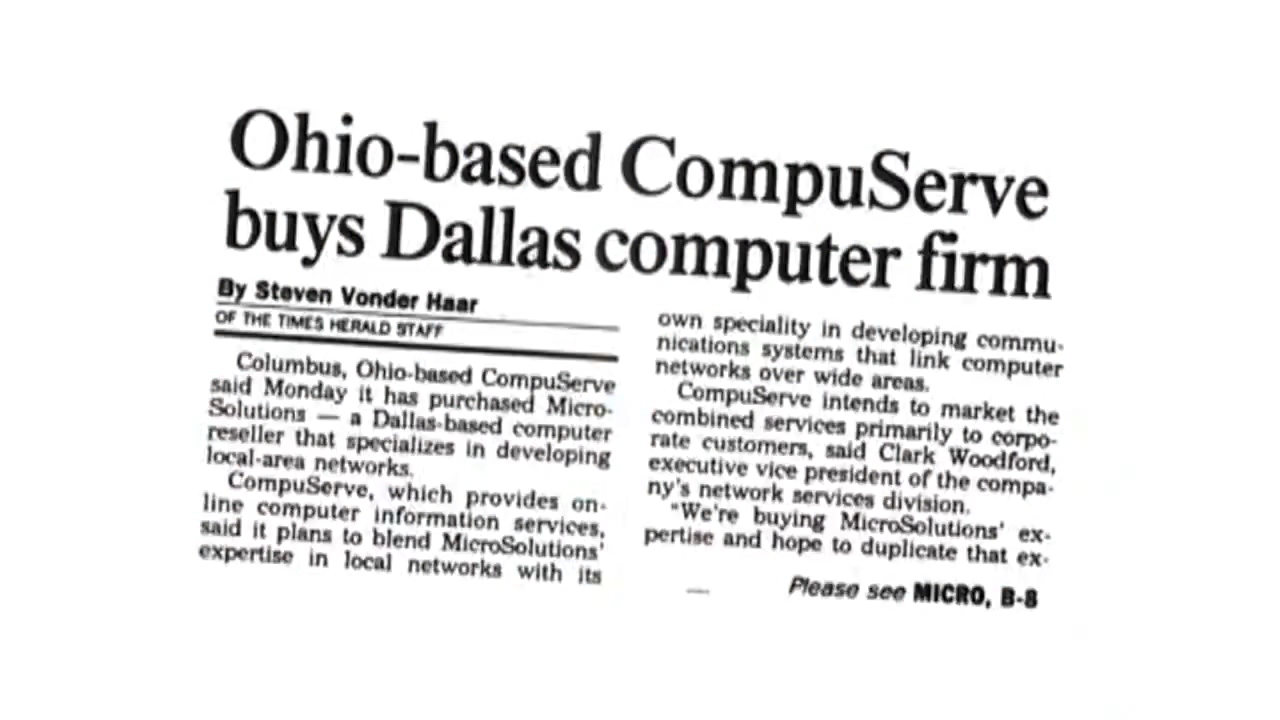 Ohio-based CompuServe
buys Dallas computer firm
By Steven Vonder Haar
OF THE TIMES HERALD STAFF
Columbus, Ohio-based CompuServe
said Monday it has purchased Micro-
Solutions — a Dallas-based computer
reseller that specializes in developing
local-area networks.
CompuServe, which provides on-
line computer information services,
said it plans to blend MicroSolutions'
expertise in local networks with its
own speciality in developing commu-
nications systems that link computer
networks over wide areas.
CompuServe intends to market the
combined services primarily to corpo-
rate customers, said Clark Woodford,
executive vice president of the compa-
ny's network services division.
"We're buying MicroSolutions' ex-
pertise and hope to duplicate that ex-
Please see MICRO, B-8